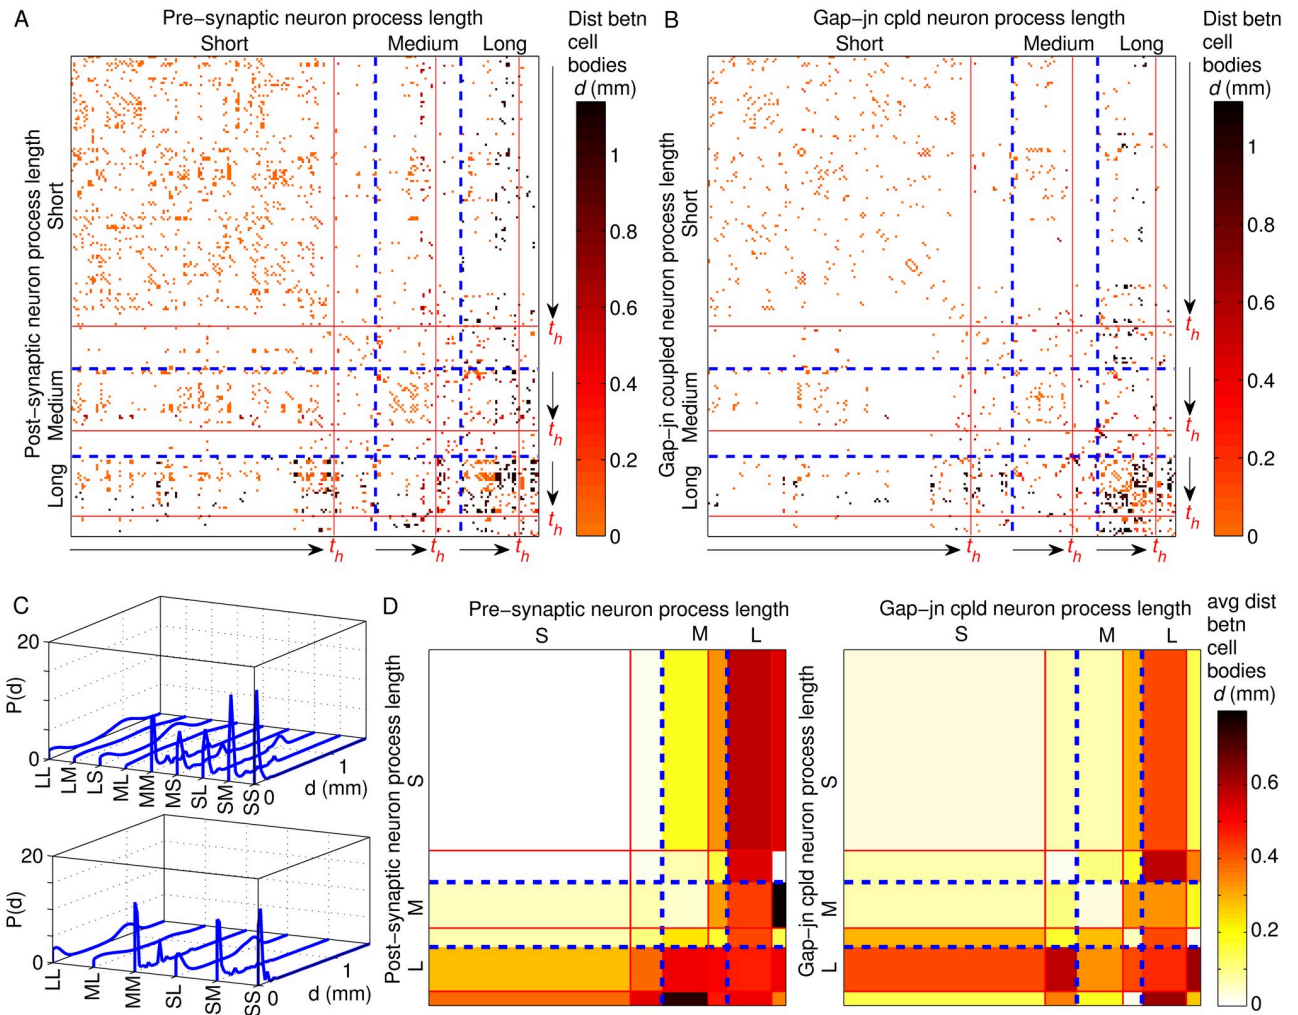 A
Pre-synaptic neuron process length
Short
Medium
Long
Post-synaptic neuron process length
Short
Medium
Long
t_h
t_h
t_h
t_h
t_h
t_h
Dist betn
cell
bodies
d (mm)
1
0.8
0.6
0.4
0.2
0
B
Gap-jn cpld neuron process length
Short
Medium
Long
Gap-jn coupled neuron process length
Short
Medium
Long
t_h
t_h
t_h
t_h
t_h
t_h
Dist betn
cell
bodies
d (mm)
1
0.8
0.6
0.4
0.2
0
C
20
P(d)
0
LL
LM
LS
ML
MM
MS
SL
SM
SS
0
1
d (mm)
20
P(d)
0
LL
ML
MM
SL
SM
SS
0
1
d (mm)
D
Pre-synaptic neuron process length
S
M
L
Post-synaptic neuron process length
S
M
L
Gap-jn cpld neuron process length
S
M
L
Gap-jn cpld neuron process length
S
M
L
avg dist
betn
cell
bodies
d (mm)
0.6
0.4
0.2
0